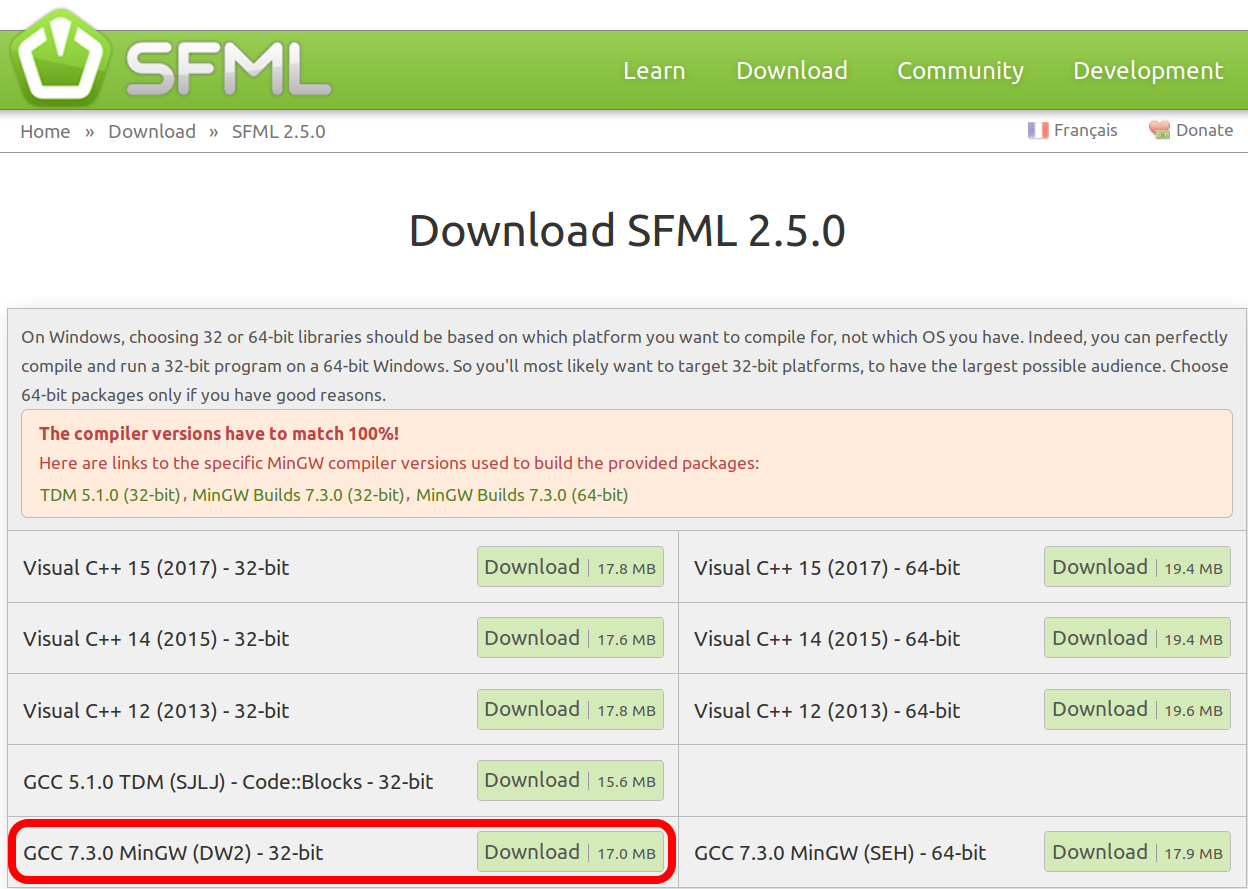 SFML
Learn Download Community Development
Home » Download » SFML 2.5.0
Français Donate
Download SFML 2.5.0
On Windows, choosing 32 or 64-bit libraries should be based on which platform you want to compile for, not which OS you have. Indeed, you can perfectly
compile and run a 32-bit program on a 64-bit Windows. So you'll most likely want to target 32-bit platforms, to have the largest possible audience. Choose
64-bit packages only if you have good reasons.
The compiler versions have to match 100%!
Here are links to the specific MinGW compiler versions used to build the provided packages:
TDM 5.1.0 (32-bit), MinGW Builds 7.3.0 (32-bit), MinGW Builds 7.3.0 (64-bit)
Visual C++ 15 (2017) - 32-bit Download | 17.8 MB Visual C++ 15 (2017) - 64-bit Download | 19.4 MB
Visual C++ 14 (2015) - 32-bit Download | 17.6 MB Visual C++ 14 (2015) - 64-bit Download | 19.4 MB
Visual C++ 12 (2013) - 32-bit Download | 17.8 MB Visual C++ 12 (2013) - 64-bit Download | 19.6 MB
GCC 5.1.0 TDM (SJLJ) - Code::Blocks - 32-bit Download | 15.6 MB
GCC 7.3.0 MinGW (DW2) - 32-bit Download | 17.0 MB GCC 7.3.0 MinGW (SEH) - 64-bit Download | 17.9 MB